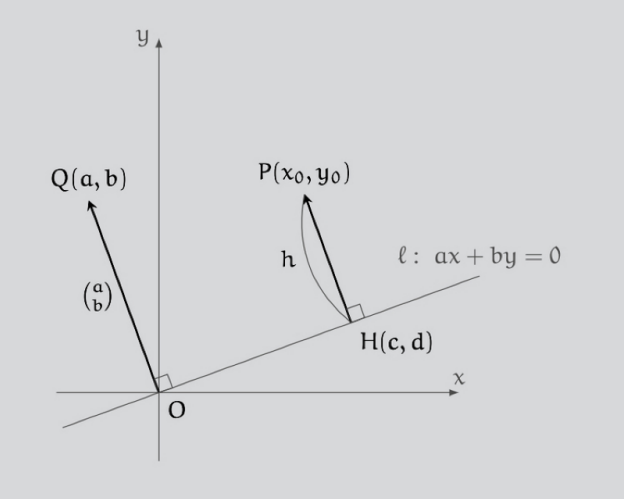 y
Q(a, b)
P(x₀, y₀)
h
ℓ : ax + by = 0
(a b)
H(c, d)
x
O